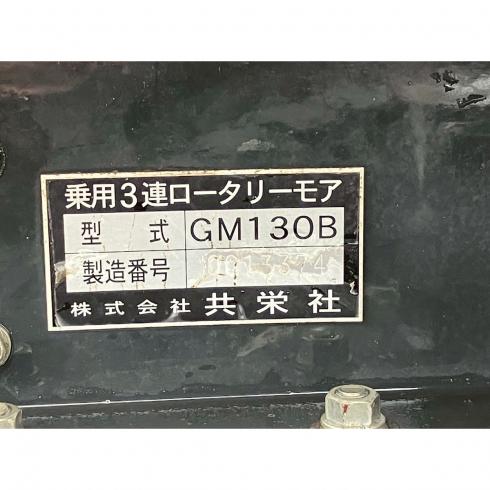 乗用3連ロータリーモア
型式 GM130B
製造番号
株式会社 共栄社